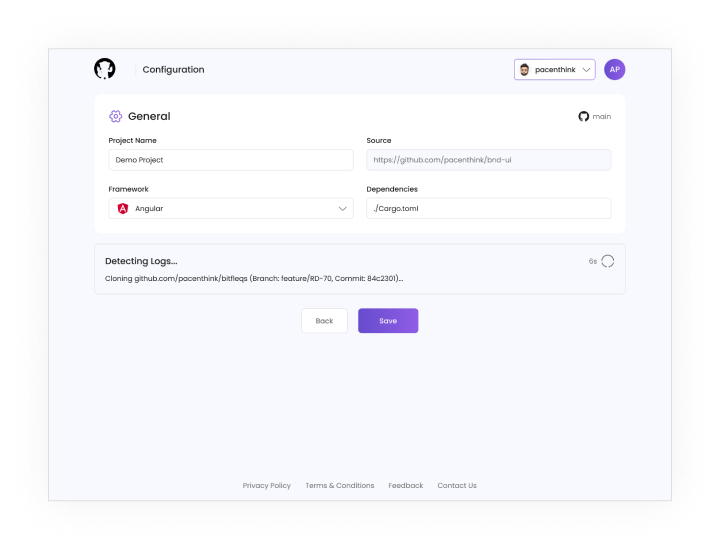 Configuration
pacenthink
AP
General
main
Project Name
Source
Demo Project
https://github.com/pacenthink/bnd-ui
Framework
Dependencies
Angular
./Cargo.toml
Detecting Logs...
6s
Cloning github.com/pacenthink/bitfleqs (Branch: feature/RD-70, Commit: 84c2301)...
Back
Save
Privacy Policy
Terms & Conditions
Feedback
Contact Us